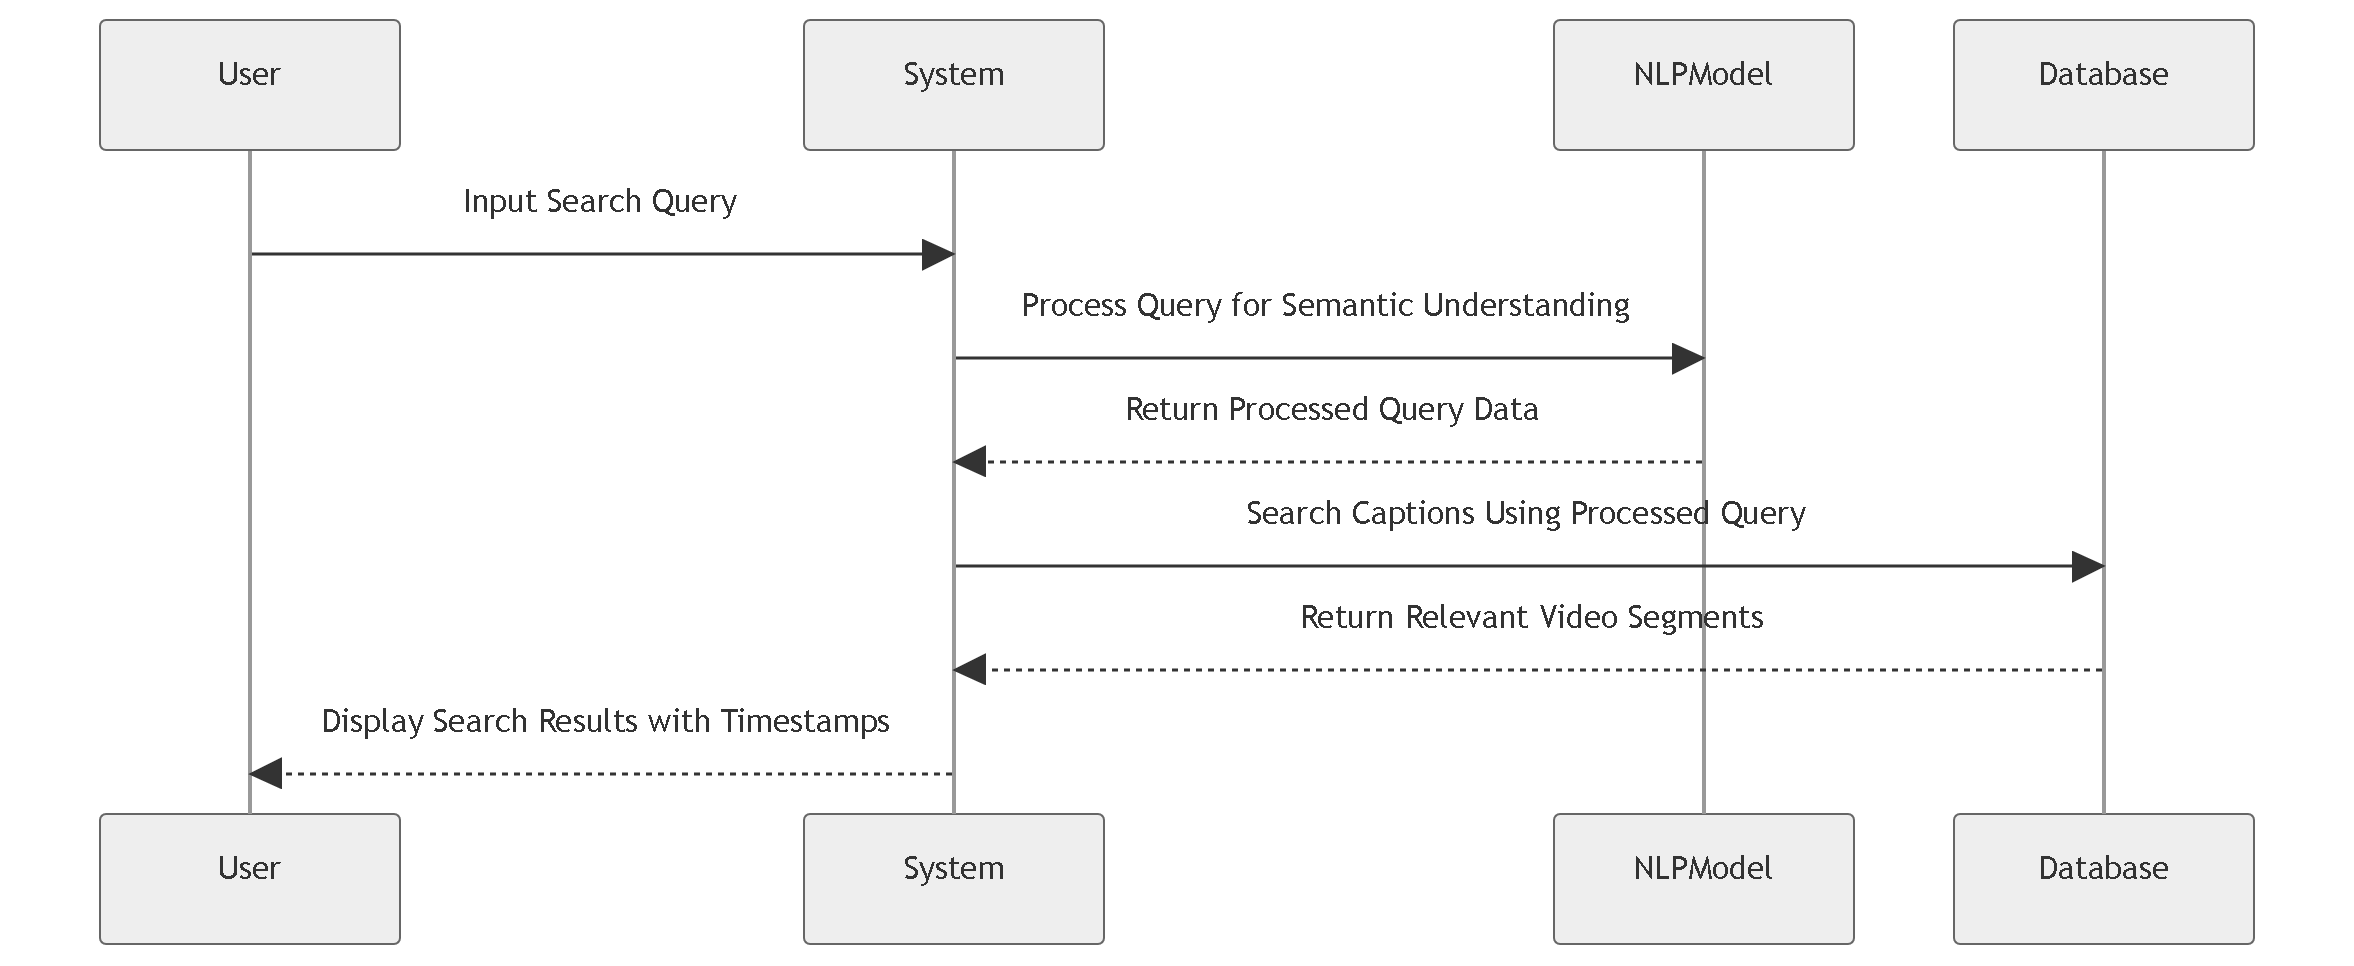 User
System
NLPModel
Database
Input Search Query
Process Query for Semantic Understanding
Return Processed Query Data
Search Captions Using Processed Query
Return Relevant Video Segments
Display Search Results with Timestamps
User
System
NLPModel
Database